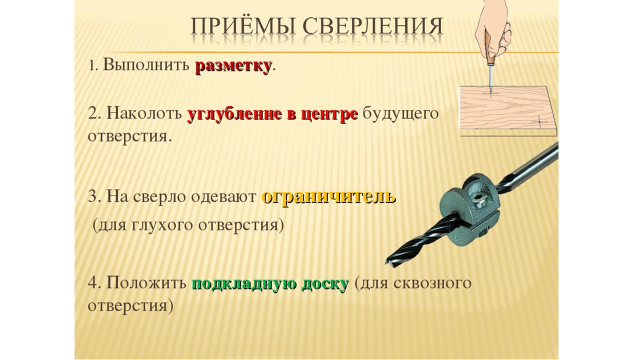 ПРИЁМЫ СВЕРЛЕНИЯ
1. Выполнить разметку.
2. Наколоть углубление в центре будущего
отверстия.
3. На сверло одевают ограничитель
(для глухого отверстия)
4. Положить подкладную доску (для сквозного
отверстия)